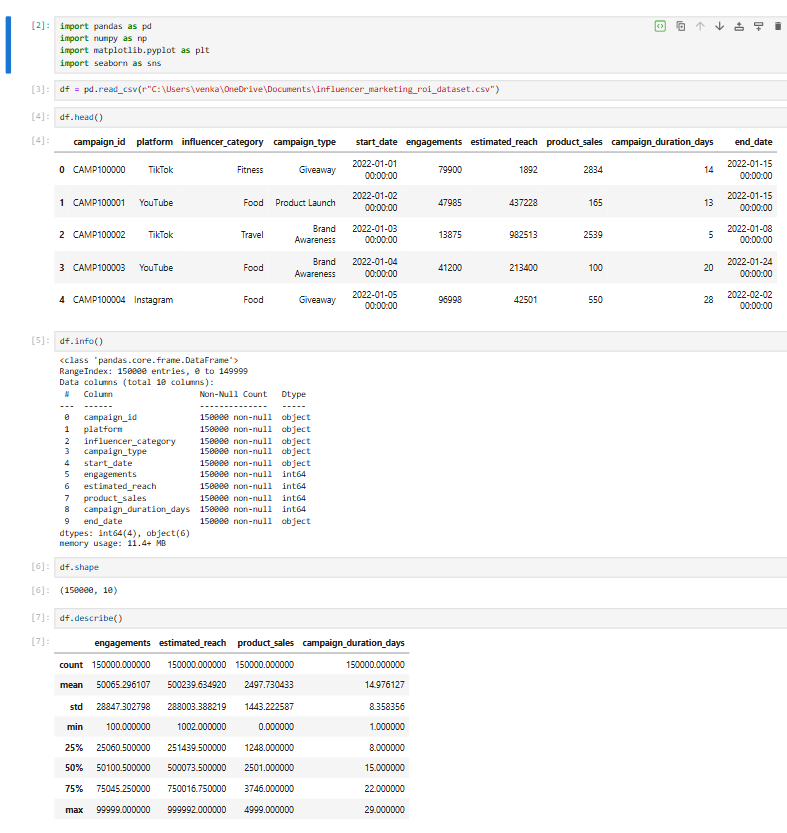 [2]: import pandas as pd
import numpy as np
import matplotlib.pyplot as plt
import seaborn as sns
[3]: df = pd.read_csv(r"C:\Users\venka\OneDrive\Documents\influencer_marketing_roi_dataset.csv")
[4]: df.head()
[4]: campaign_id platform influencer_category campaign_type start_date engagements estimated_reach product_sales campaign_duration_days end_date
0 CAMP100000 TikTok Fitness Giveaway 2022-01-01 00:00:00 79900 1892 2834 14 2022-01-15 00:00:00
1 CAMP100001 YouTube Food Product Launch 2022-01-02 00:00:00 47985 437228 165 13 2022-01-15 00:00:00
2 CAMP100002 TikTok Travel Brand Awareness 2022-01-03 00:00:00 13875 982513 2539 5 2022-01-08 00:00:00
3 CAMP100003 YouTube Food Brand Awareness 2022-01-04 00:00:00 41200 213400 100 20 2022-01-24 00:00:00
4 CAMP100004 Instagram Food Giveaway 2022-01-05 00:00:00 96998 42501 550 28 2022-02-02 00:00:00
[5]: df.info()
<class 'pandas.core.frame.DataFrame'>
RangeIndex: 150000 entries, 0 to 149999
Data columns (total 10 columns):
# Column Non-Null Count Dtype
--- ------ -------------- -----
0 campaign_id 150000 non-null object
1 platform 150000 non-null object
2 influencer_category 150000 non-null object
3 campaign_type 150000 non-null object
4 start_date 150000 non-null object
5 engagements 150000 non-null int64
6 estimated_reach 150000 non-null int64
7 product_sales 150000 non-null int64
8 campaign_duration_days 150000 non-null int64
9 end_date 150000 non-null object
dtypes: int64(4), object(6)
memory usage: 11.4+ MB
[6]: df.shape
[6]: (150000, 10)
[7]: df.describe()
[7]: engagements estimated_reach product_sales campaign_duration_days
count 150000.000000 150000.000000 150000.000000 150000.000000
mean 50065.296107 500239.634920 2497.730433 14.976127
std 28847.302798 288003.388219 1443.222587 8.358356
min 100.000000 1002.000000 0.000000 1.000000
25% 25060.500000 251439.500000 1248.000000 8.000000
50% 50100.500000 500073.500000 2501.000000 15.000000
75% 75045.250000 750016.750000 3746.000000 22.000000
max 99999.000000 999992.000000 4999.000000 29.000000